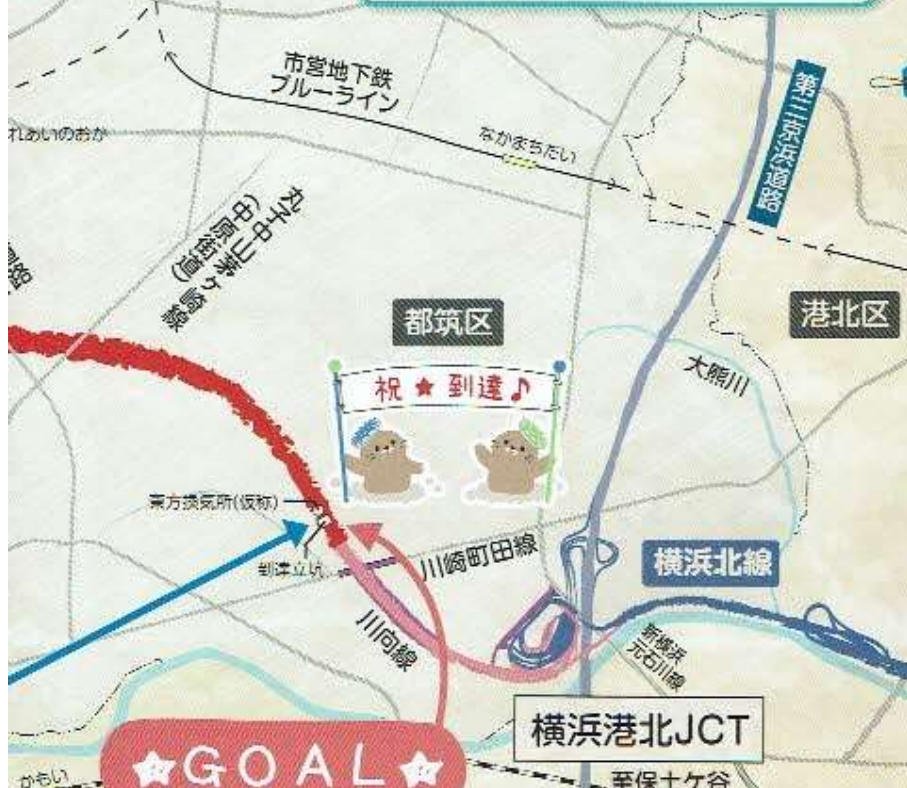 市営地下鉄
ブルーライン
第三京浜道路
なかまちだい
れあいのおか
丸子中山茅ヶ崎線
(中原街道)
都筑区
港北区
大熊川
祝★到達♪
東方換気所(仮称)
到達立坑
川崎町田線
横浜北線
川向線
新横浜
元石川線
横浜港北JCT
★GOAL★
かもい
至保土ケ谷